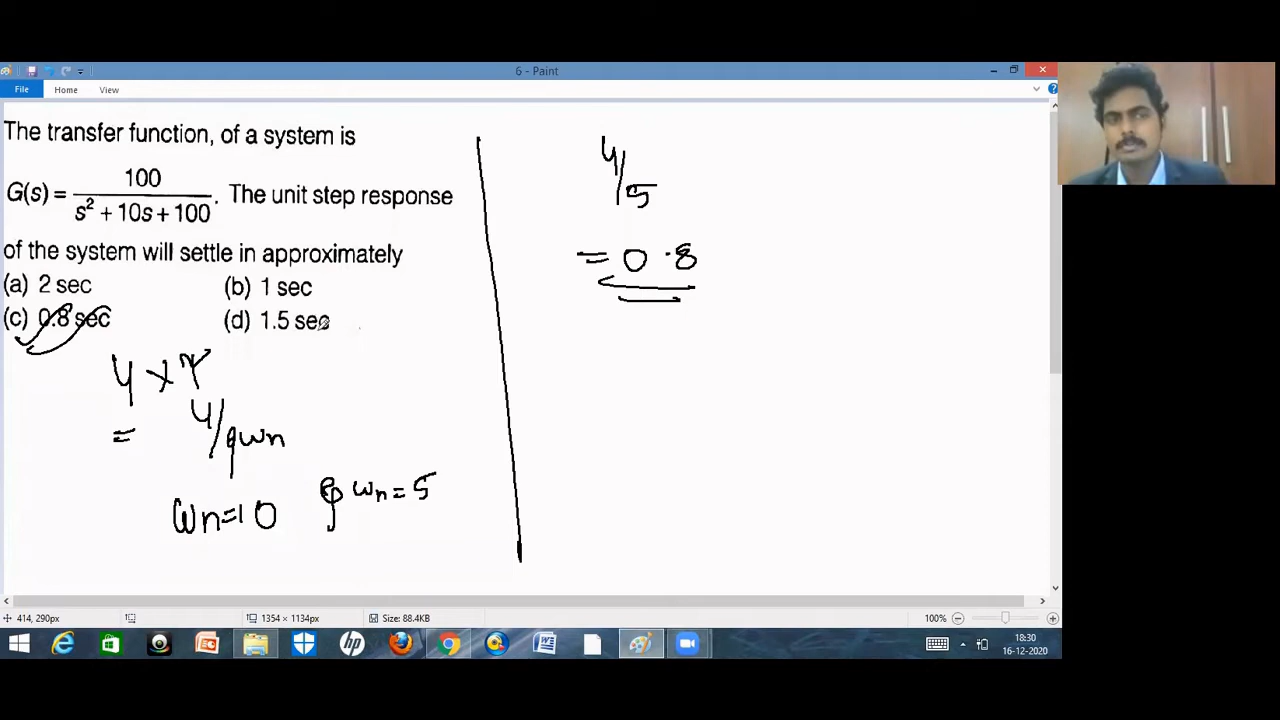 6 - Paint
File Home View
The transfer function, of a system is
G(s) = 100 / s² + 10s + 100 . The unit step response
of the system will settle in approximately
(a) 2 sec (b) 1 sec
(c) 0.8 sec (d) 1.5 sec
4 × τ
= 4/ξωn
ωn=10 ξωn=5
4/5
= 0.8
414, 290px 1354 × 1134px Size: 88.4KB 100%
18:30
16-12-2020